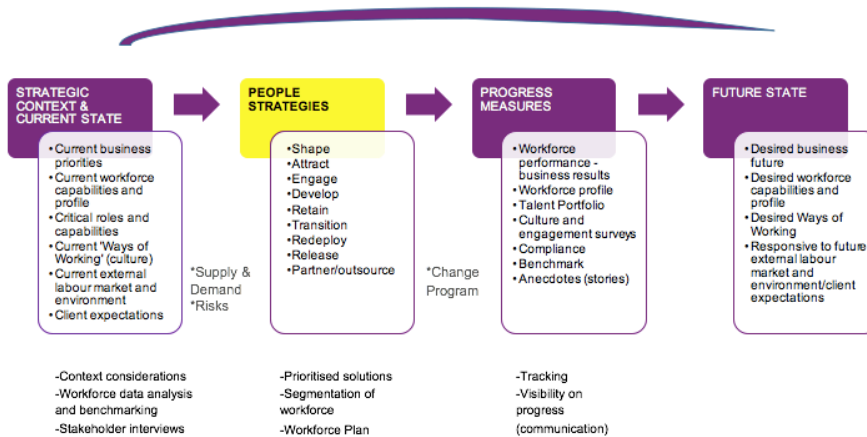 STRATEGIC
CONTEXT &
CURRENT STATE
• Current business
priorities
• Current workforce
capabilities and
profile
• Critical roles and
capabilities
• Current 'Ways of
Working' (culture)
• Current external
labour market and
environment
• Client expectations
*Supply &
Demand
*Risks
PEOPLE
STRATEGIES
• Shape
• Attract
• Engage
• Develop
• Retain
• Transition
• Redeploy
• Release
• Partner/outsource
*Change
Program
PROGRESS
MEASURES
• Workforce
performance -
business results
• Workforce profile
• Talent Portfolio
• Culture and
engagement surveys
• Compliance
• Benchmark
• Anecdotes (stories)
FUTURE STATE
• Desired business
future
• Desired workforce
capabilities and
profile
• Desired Ways of
Working
• Responsive to future
external labour
market and
environment/client
expectations
-Context considerations
-Workforce data analysis
and benchmarking
-Stakeholder interviews
-Prioritised solutions
-Segmentation of
workforce
-Workforce Plan
-Tracking
-Visibility on
progress
(communication)